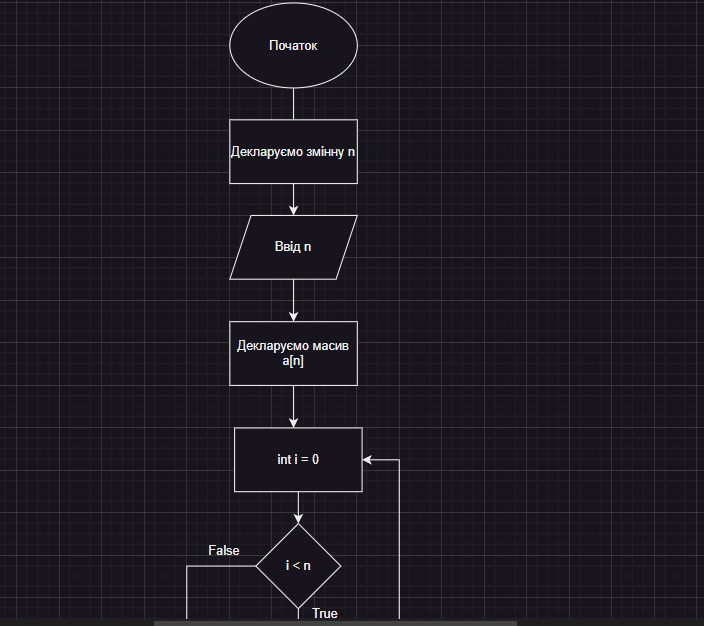 Початок
Декларуємо змінну n
Ввід n
Декларуємо масив
a[n]
int i = 0
i < n
False
True